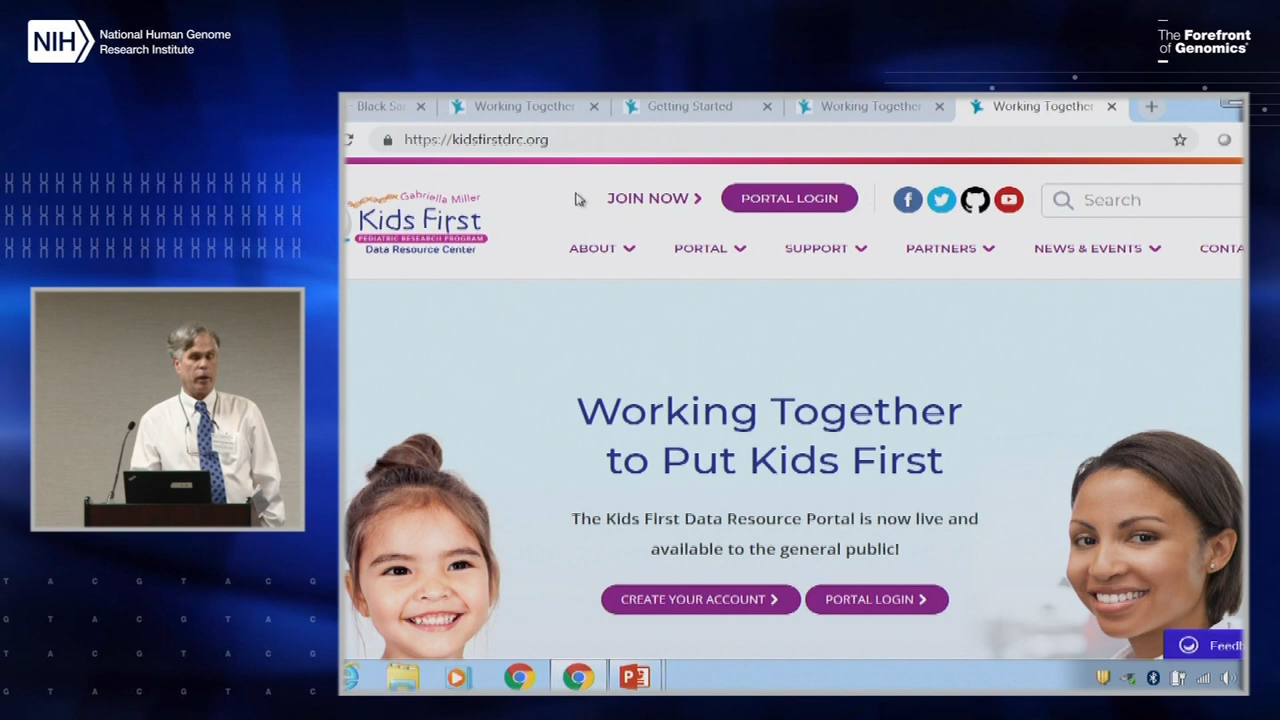 NIH
National Human Genome
Research Institute
The Forefront
of Genomics®
- Black Sa
Working Together
Getting Started
Working Together
Working Together
https://kidsfirstdrc.org
Gabriella Miller
Kids First
PEDIATRIC RESEARCH PROGRAM
Data Resource Center
JOIN NOW
PORTAL LOGIN
Search
ABOUT
PORTAL
SUPPORT
PARTNERS
NEWS & EVENTS
CONTA
Working Together
to Put Kids First
The Kids First Data Resource Portal is now live and
available to the general public!
CREATE YOUR ACCOUNT
PORTAL LOGIN
Feedb
T A C G T A C G
G T A C G T A C
T A C G T A C G
G T A C G T A C